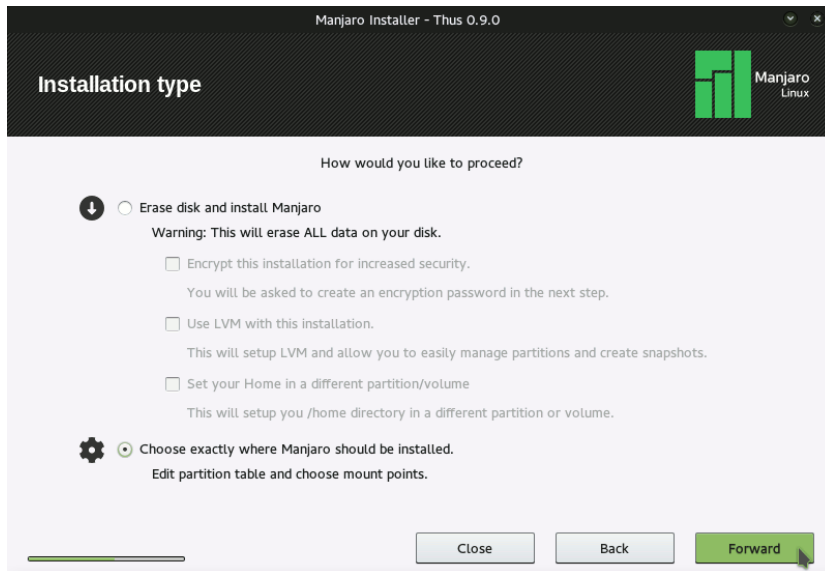 Manjaro Installer - Thus 0.9.0
Installation type
Manjaro
Linux
How would you like to proceed?
Erase disk and install Manjaro
Warning: This will erase ALL data on your disk.
Encrypt this installation for increased security.
You will be asked to create an encryption password in the next step.
Use LVM with this installation.
This will setup LVM and allow you to easily manage partitions and create snapshots.
Set your Home in a different partition/volume
This will setup you /home directory in a different partition or volume.
Choose exactly where Manjaro should be installed.
Edit partition table and choose mount points.
Close Back Forward